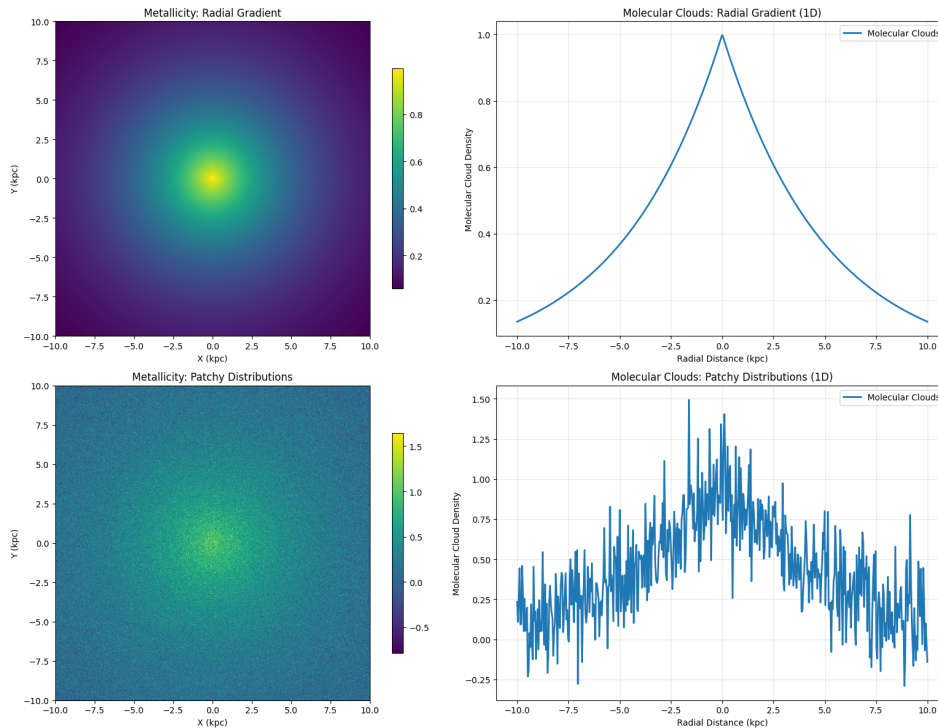 Metallicity: Radial Gradient
10.0
7.5
5.0
2.5
0.0
−2.5
−5.0
−7.5
−10.0
Y (kpc)
−10.0 −7.5 −5.0 −2.5 0.0 2.5 5.0 7.5 10.0
X (kpc)
0.8
0.6
0.4
0.2
Molecular Clouds: Radial Gradient (1D)
Molecular Clouds
1.0
0.8
0.6
0.4
0.2
Molecular Cloud Density
−10.0 −7.5 −5.0 −2.5 0.0 2.5 5.0 7.5 10.0
Radial Distance (kpc)
Metallicity: Patchy Distributions
10.0
7.5
5.0
2.5
0.0
−2.5
−5.0
−7.5
−10.0
Y (kpc)
−10.0 −7.5 −5.0 −2.5 0.0 2.5 5.0 7.5 10.0
X (kpc)
1.5
1.0
0.5
0.0
−0.5
Molecular Clouds: Patchy Distributions (1D)
Molecular Clouds
1.50
1.25
1.00
0.75
0.50
0.25
0.00
−0.25
Molecular Cloud Density
−10.0 −7.5 −5.0 −2.5 0.0 2.5 5.0 7.5 10.0
Radial Distance (kpc)